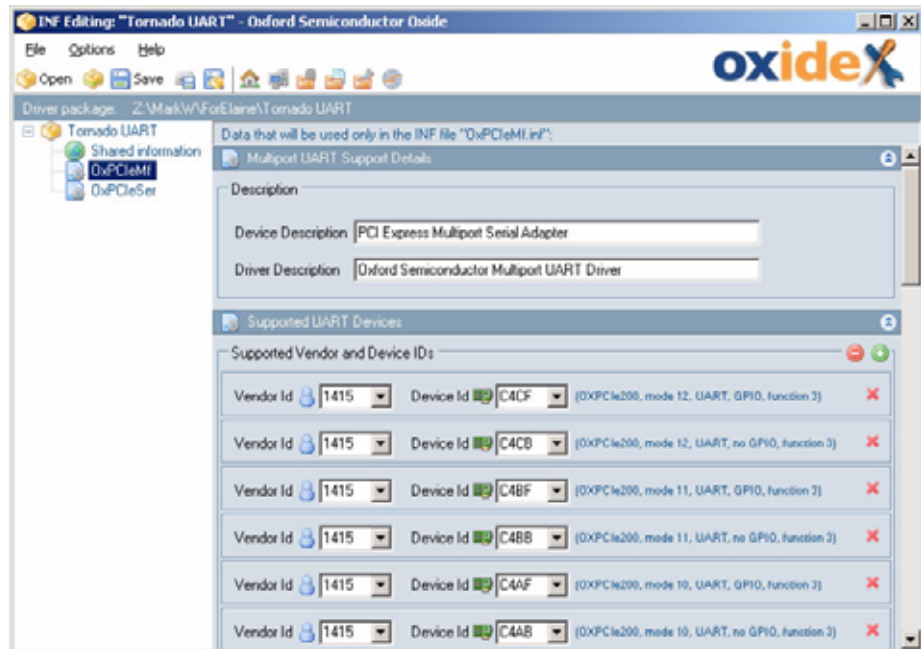 INF Editing: "Tornado UART" - Oxford Semiconductor Oxide
File Options Help
Open Save
oxide
Driver package: Z:\MarkW\ForElaine\Tornado UART
Tornado UART
Shared information
OxPCIeMf
OxPCIeSer
Data that will be used only in the INF file "OxPCIeMf.inf":
Multiport UART Support Details
Description
Device Description PCI Express Multiport Serial Adapter
Driver Description Oxford Semiconductor Multiport UART Driver
Supported UART Devices
Supported Vendor and Device IDs
Vendor Id 1415 Device Id C4CF (OXPCIe200, mode 12, UART, GPIO, function 3)
Vendor Id 1415 Device Id C4CB (OXPCIe200, mode 12, UART, no GPIO, function 3)
Vendor Id 1415 Device Id C4BF (OXPCIe200, mode 11, UART, GPIO, function 3)
Vendor Id 1415 Device Id C4BB (OXPCIe200, mode 11, UART, no GPIO, function 3)
Vendor Id 1415 Device Id C4AF (OXPCIe200, mode 10, UART, GPIO, function 3)
Vendor Id 1415 Device Id C4AB (OXPCIe200, mode 10, UART, no GPIO, function 3)